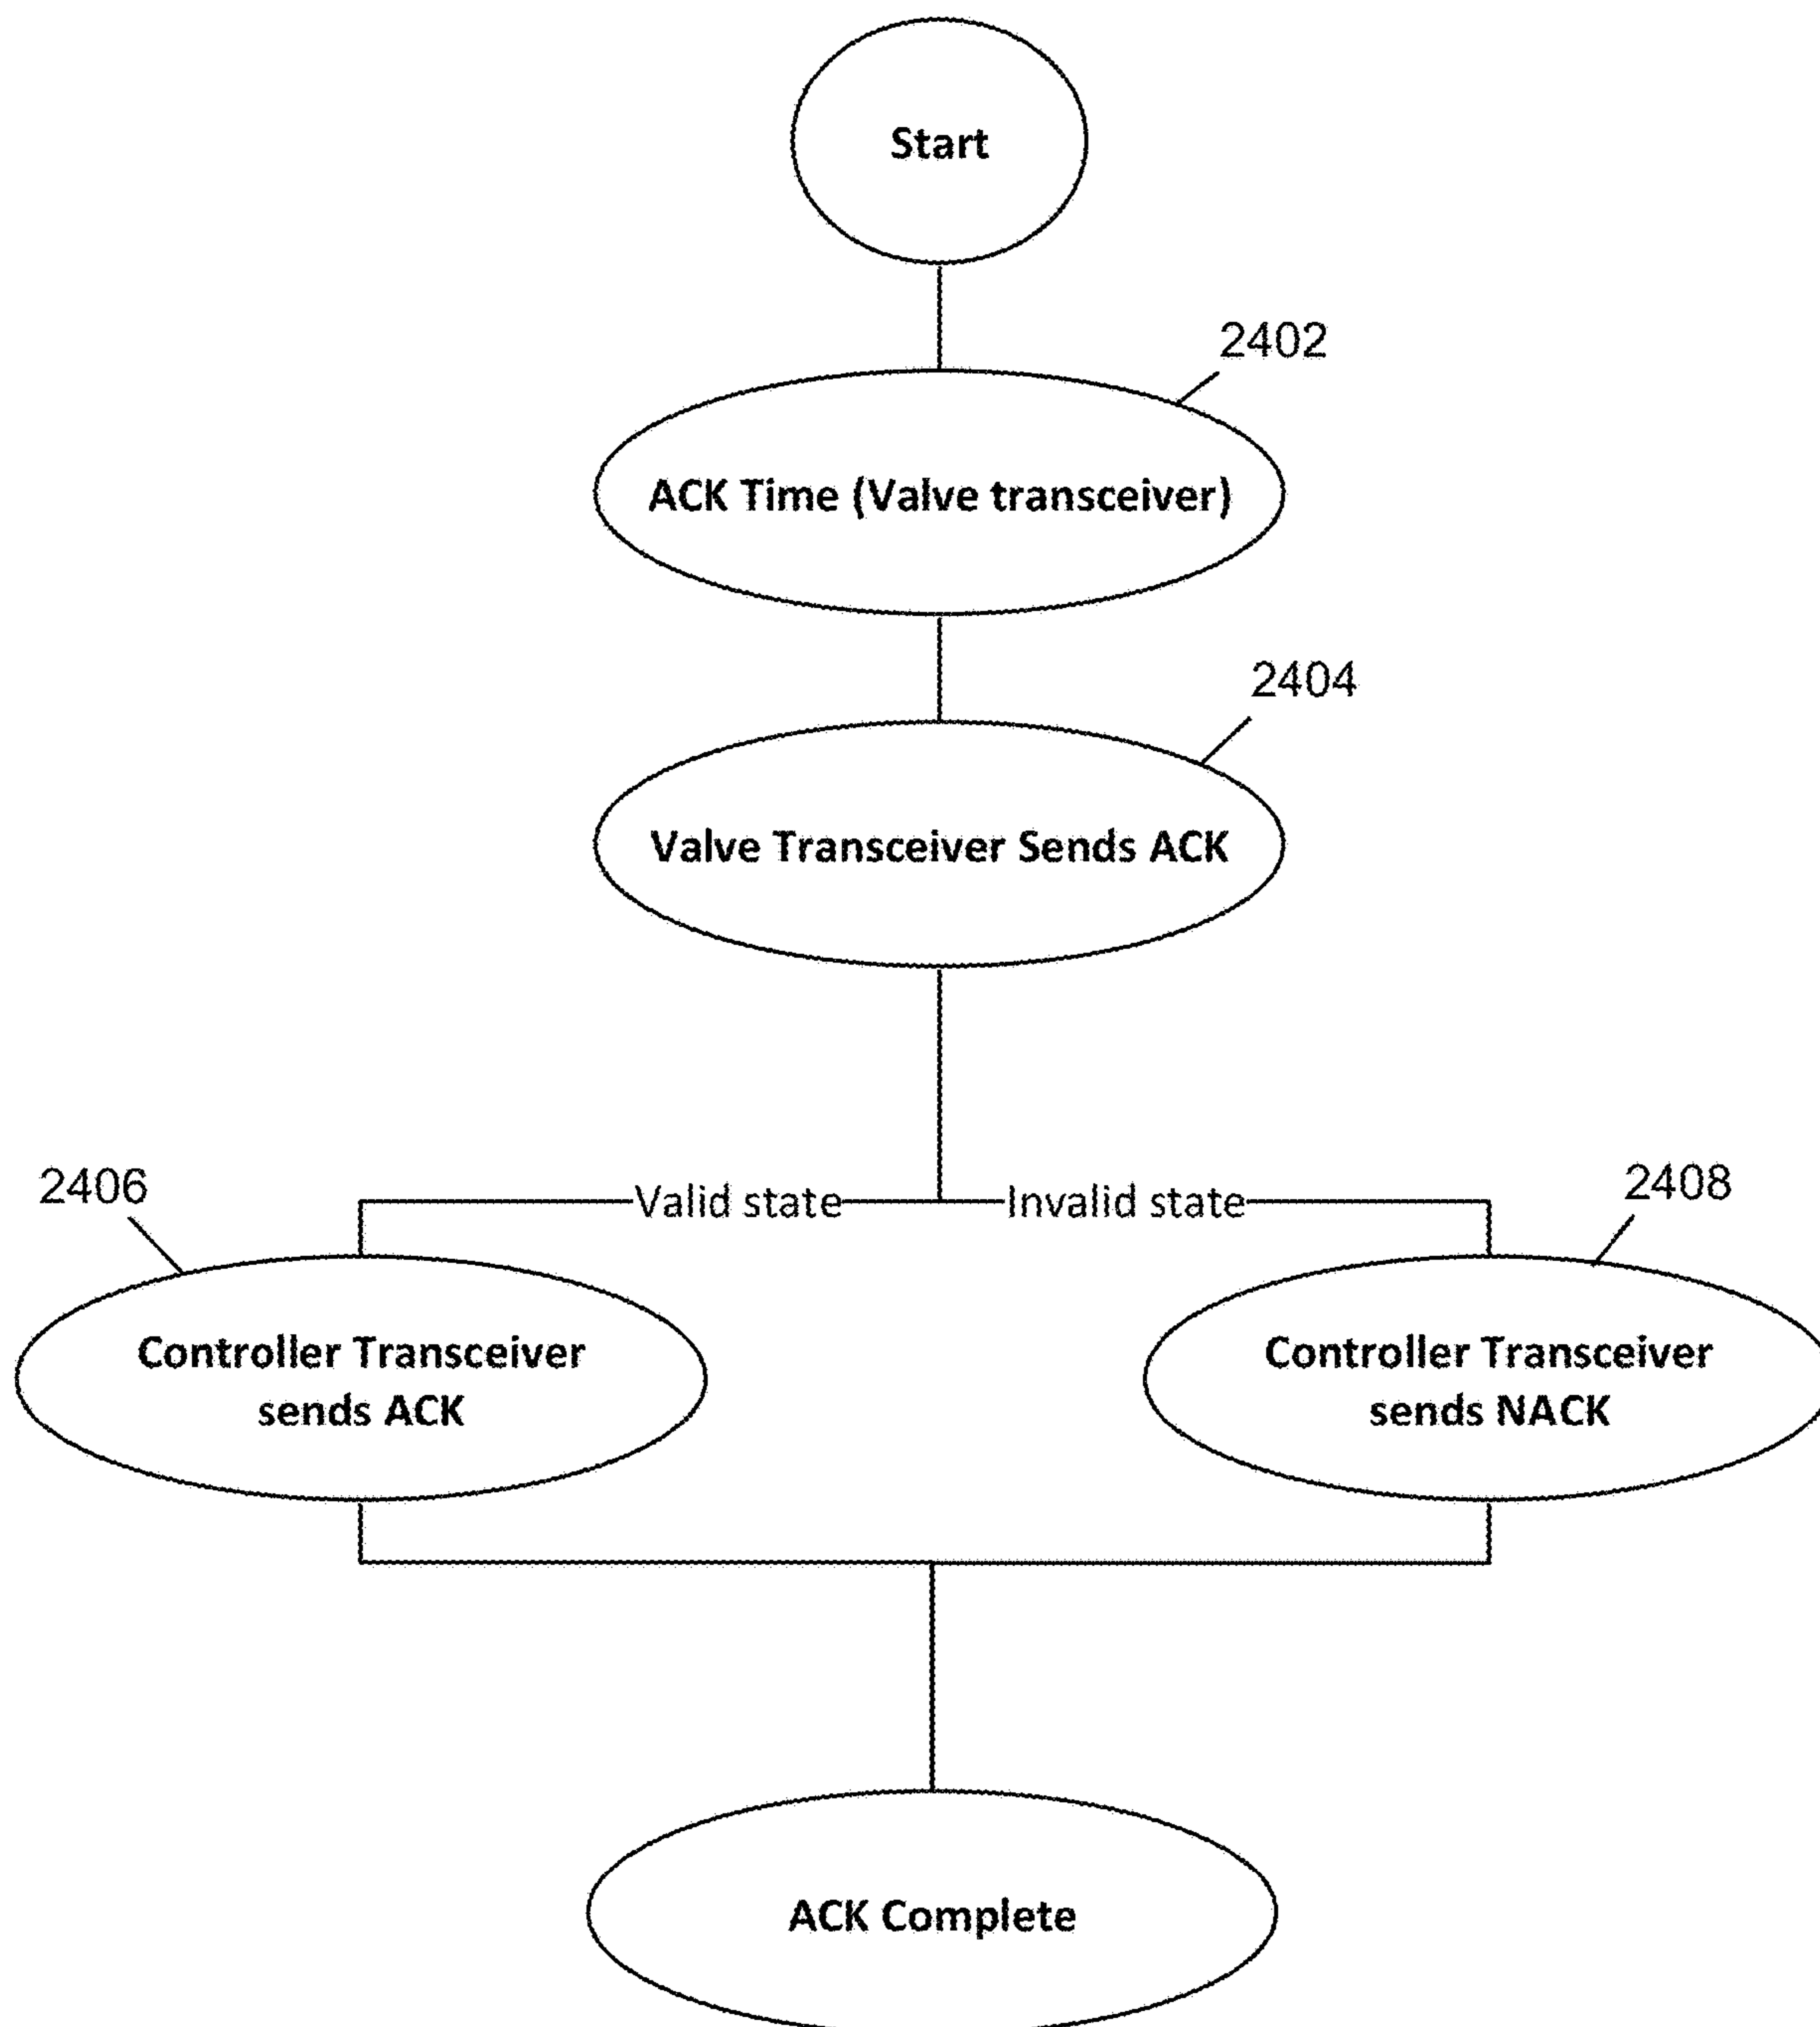 Start
2402
ACK Time (Valve transceiver)
2404
Valve Transceiver Sends ACK
Valid state
Invalid state
2406
2408
Controller Transceiver
sends ACK
Controller Transceiver
sends NACK
ACK Complete